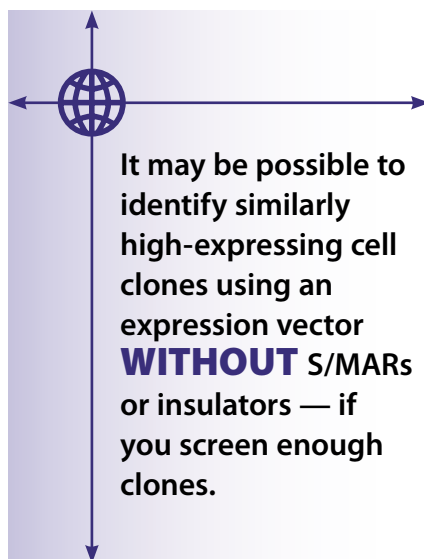 It may be possible to
identify similarly
high-expressing cell
clones using an
expression vector
WITHOUT S/MARs
or insulators — if
you screen enough
clones.